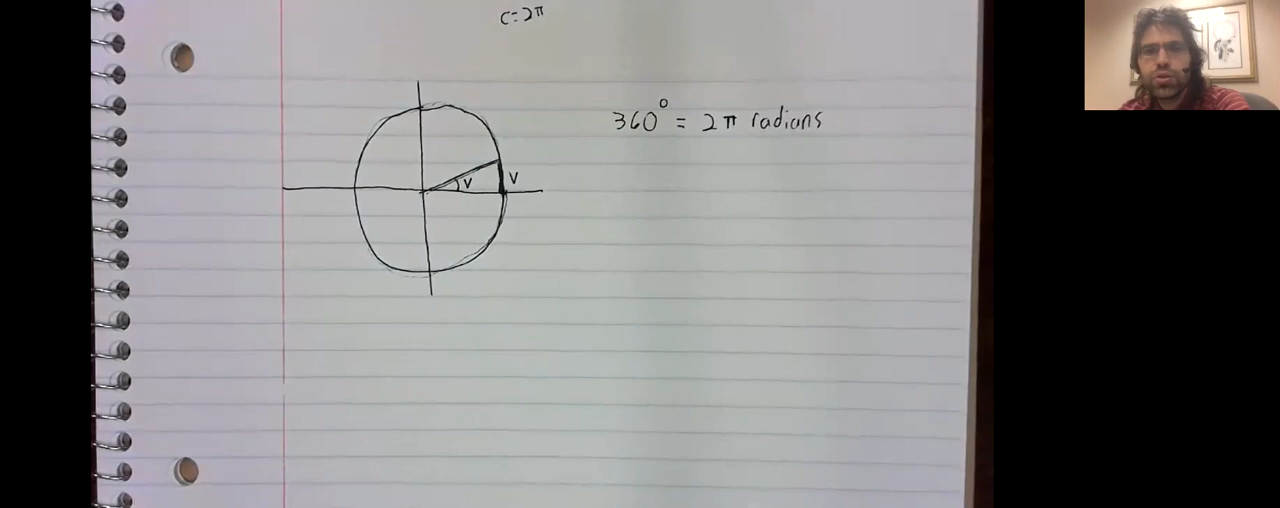 C=2π
360° = 2π radians
v
v